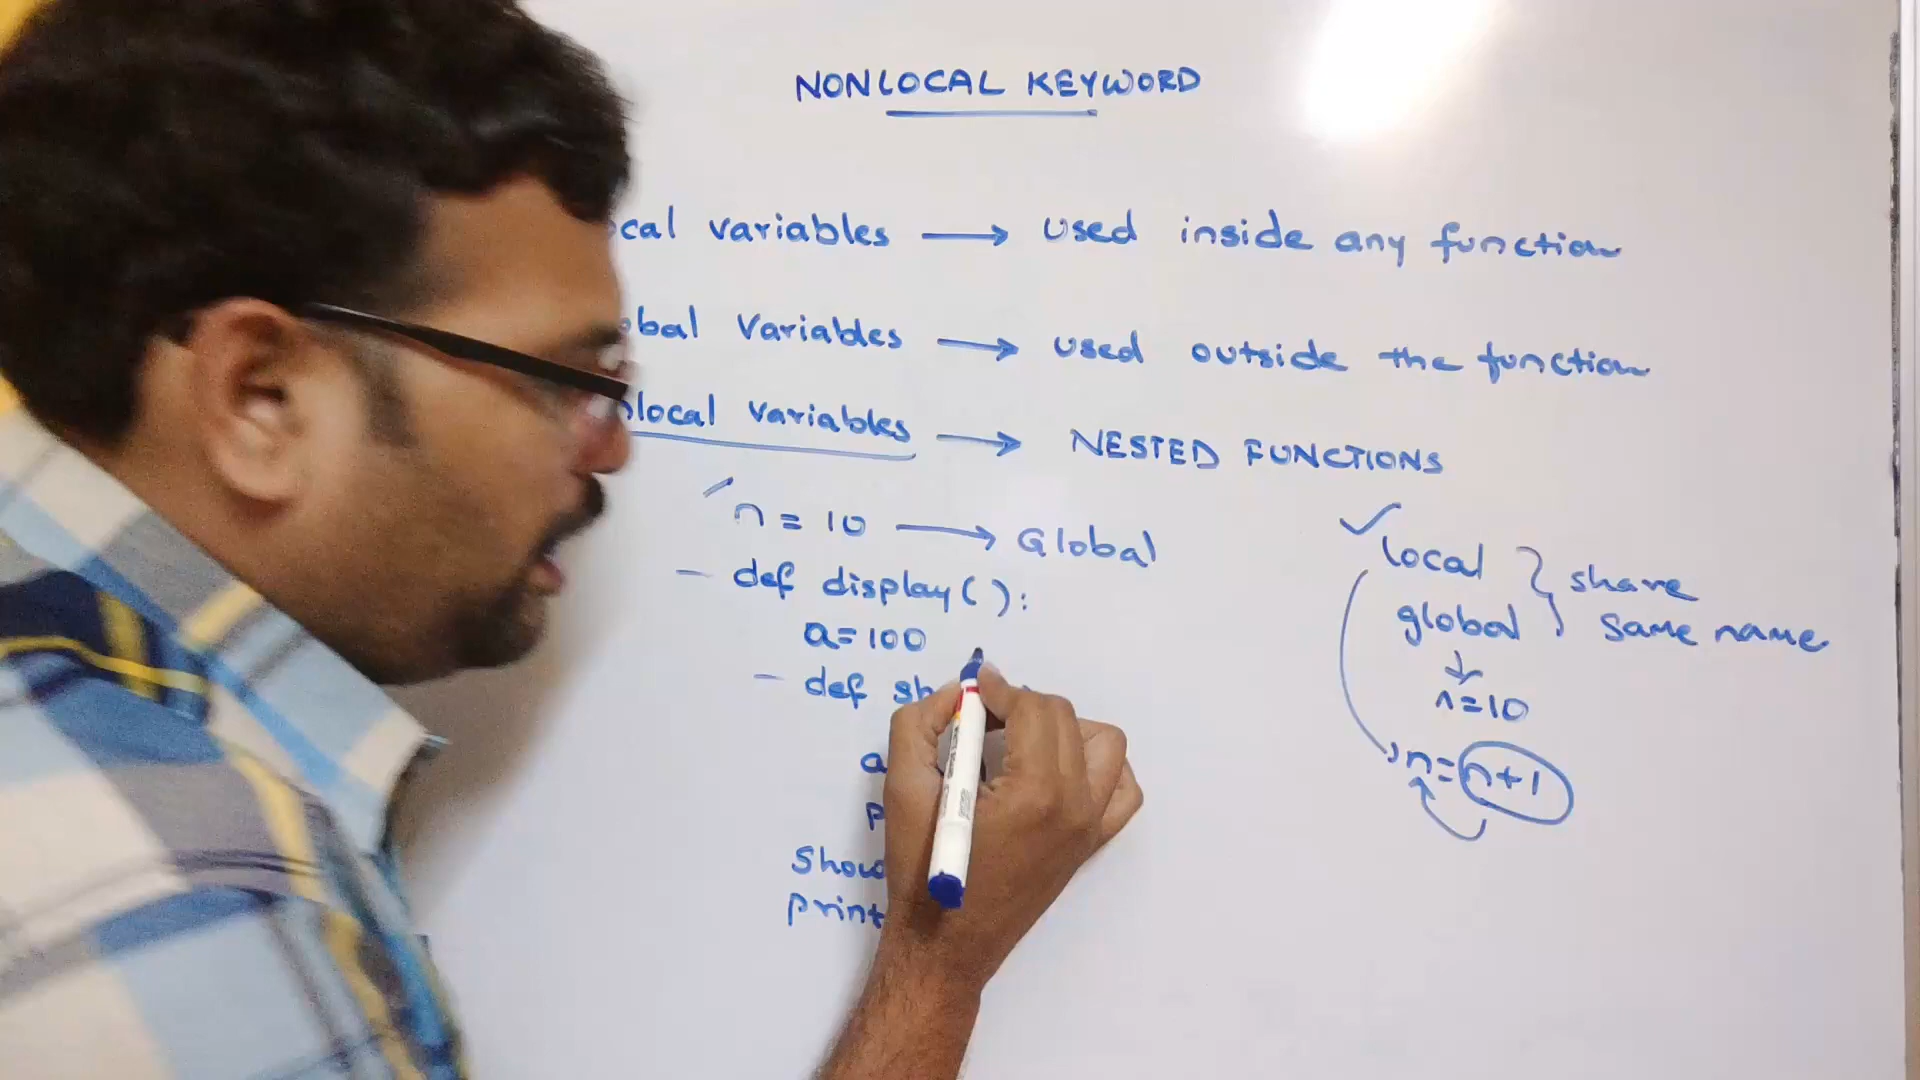 NONLOCAL KEYWORD
cal variables → used inside any function
bal variables → used outside the function
local variables → NESTED FUNCTIONS
n = 10 → Global
def display():
a=100
def sh
a
P
Show
print
✓ local } share
global } same name
↓
n=10
n=n+1